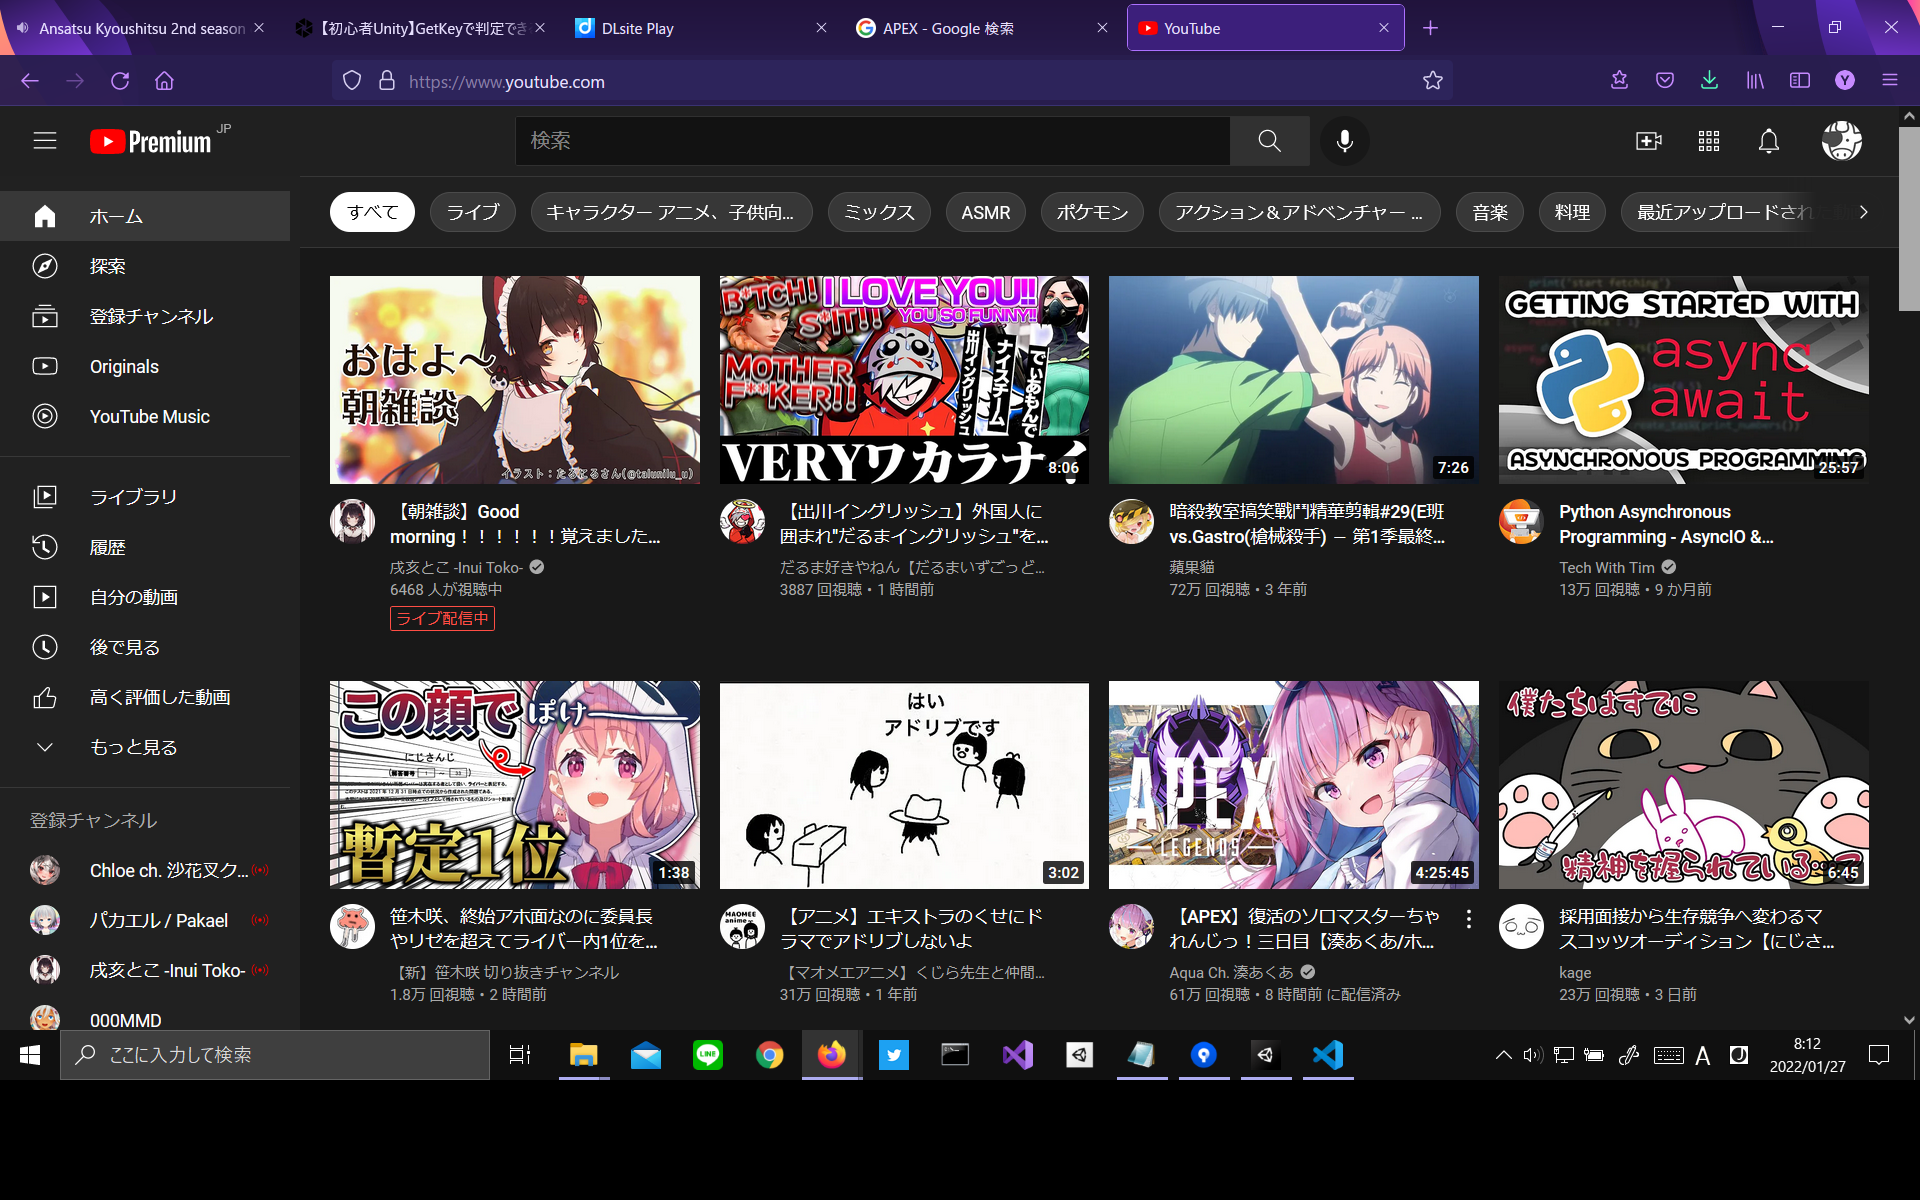 Ansatsu Kyoushitsu 2nd season
【初心者Unity】GetKeyで判定でき
DLsite Play
APEX - Google 検索
YouTube
https://www.youtube.com
Premium JP
検索
ホーム
探索
登録チャンネル
Originals
YouTube Music
ライブラリ
履歴
自分の動画
後で見る
高く評価した動画
もっと見る
登録チャンネル
Chloe ch. 沙花叉ク...
パカエル / Pakael
戌亥とこ -Inui Toko-
000MMD
すべて
ライブ
キャラクター アニメ、子供向...
ミックス
ASMR
ポケモン
アクション＆アドベンチャー ...
音楽
料理
最近アップロードされ
おはよ～
朝雑談
イラスト：たるにるさん(@talunilu_u)
【朝雑談】Good
morning！！！！！！覚えました...
戌亥とこ -Inui Toko-
6468 人が視聴中
ライブ配信中
B*TCH! I LOVE YOU!!
S*IT!! YOU SO FUNNY!!
MOTHER
F**KER!!
出川イングリッシュ
ナイスチーム
でぃあもんで
VERYワカラナイ
8:06
【出川イングリッシュ】外国人に
囲まれ"だるまイングリッシュ"を...
だるま好きやねん【だるまいずごっど...
3887 回視聴・1 時間前
7:26
暗殺教室搞笑戰鬥精華剪輯#29(E班
vs.Gastro(槍械殺手) － 第1季最終...
蘋果貓
72万 回視聴・3 年前
print('start fetching')
GETTING STARTED WITH
async
await
create_task(print_numbers())
ASYNCHRONOUS PROGRAMMING
25:57
Python Asynchronous
Programming - AsyncIO &...
Tech With Tim
13万 回視聴・9 か月前
この顔で ぽけ――
にじさんじ
暫定1位
1:38
笹木咲、終始アホ面なのに委員長
やリゼを超えてライバー内1位を...
【新】笹木咲 切り抜きチャンネル
1.8万 回視聴・2 時間前
はい
アドリブです
3:02
MAOMEE
anime
【アニメ】エキストラのくせにド
ラマでアドリブしないよ
【マオメエアニメ】くじら先生と仲間...
31万 回視聴・1 年前
APEX
LEGENDS
4:25:45
【APEX】復活のソロマスターちゃ
れんじっ！三日目【湊あくあ/ホ...
Aqua Ch. 湊あくあ
61万 回視聴・8 時間前 に配信済み
僕たちはすでに
精神を握られている…って
6:45
採用面接から生存競争へ変わるマ
スコッツオーディション【にじさ...
kage
23万 回視聴・3 日前
ここに入力して検索
LINE
A
J
8:12
2022/01/27